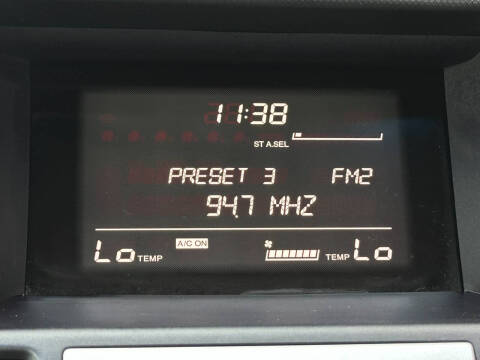 11:38
ST A.SEL
PRESET 3 FM2
94.7 MHZ
A/C ON
Lo TEMP TEMP Lo